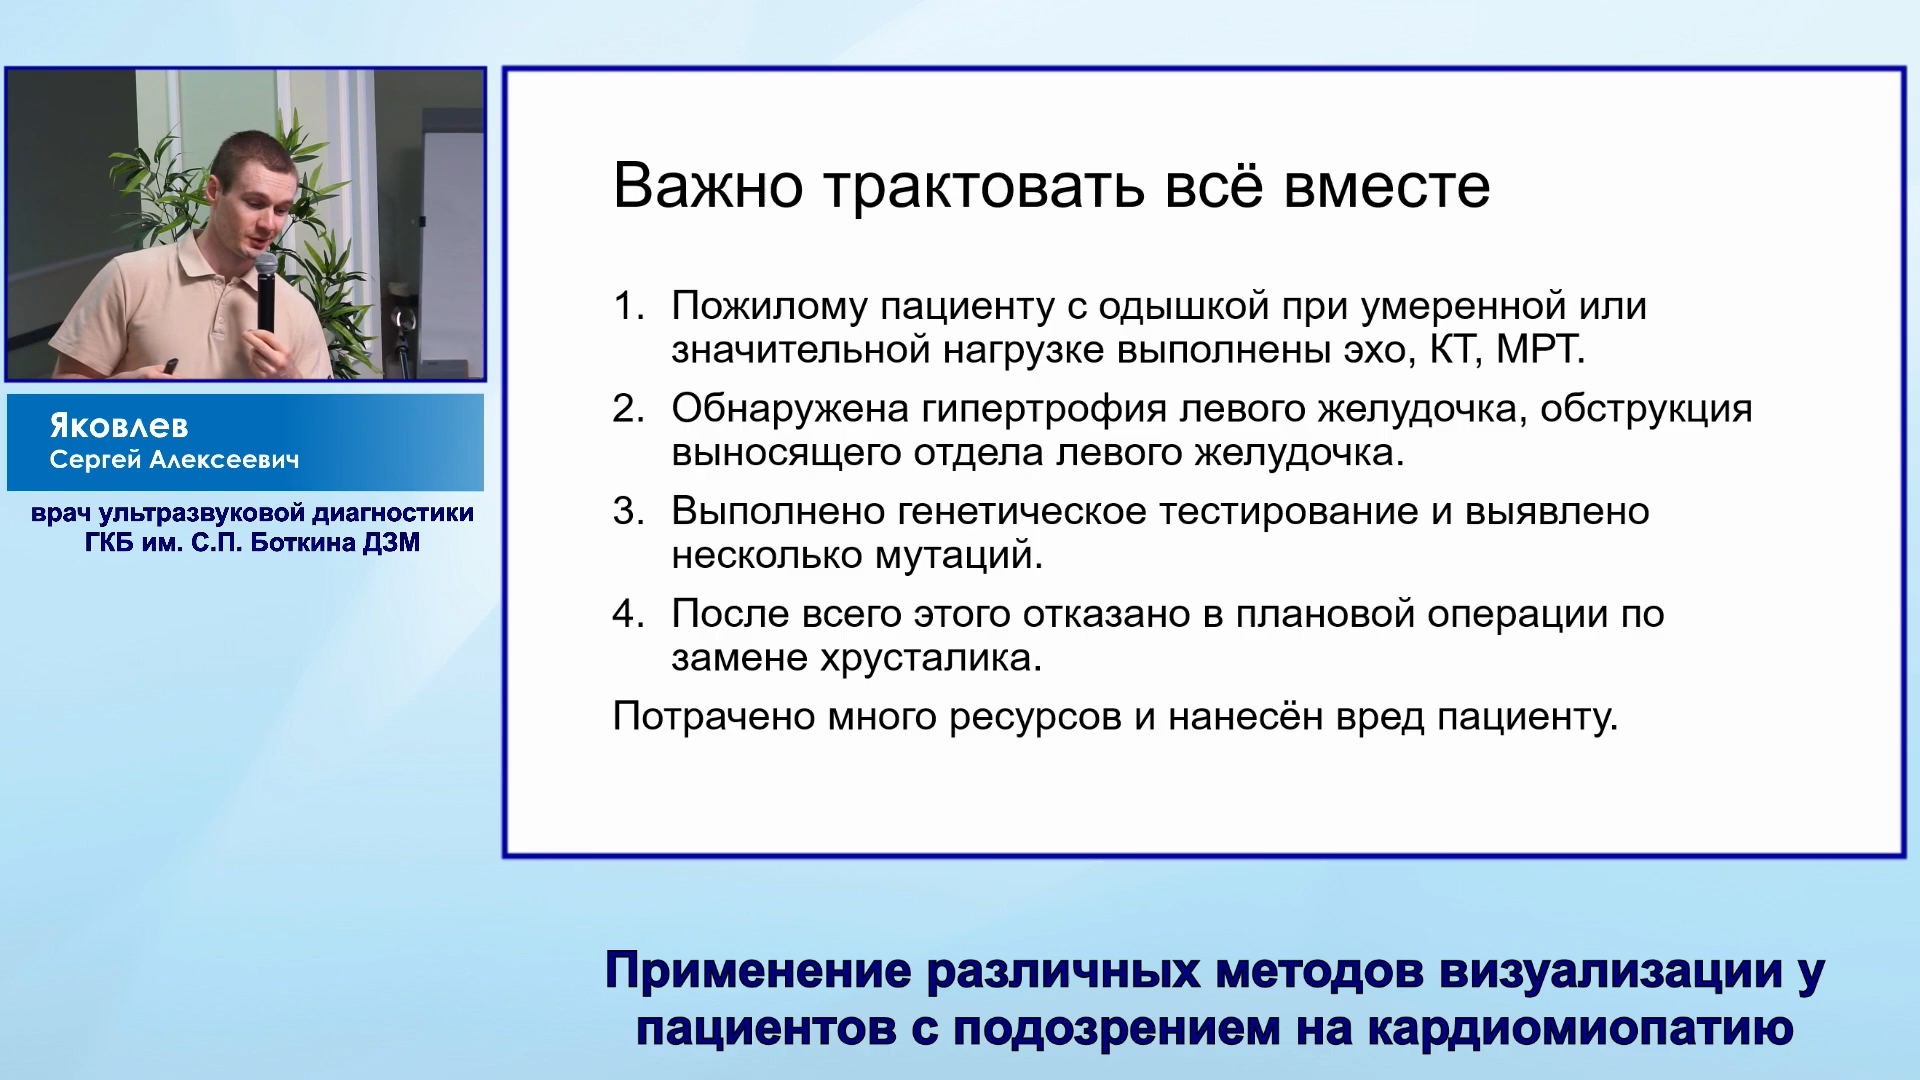 Важно трактовать всё вместе
1. Пожилому пациенту с одышкой при умеренной или
значительной нагрузке выполнены эхо, КТ, МРТ.
2. Обнаружена гипертрофия левого желудочка, обструкция
выносящего отдела левого желудочка.
3. Выполнено генетическое тестирование и выявлено
несколько мутаций.
4. После всего этого отказано в плановой операции по
замене хрусталика.
Потрачено много ресурсов и нанесён вред пациенту.
Яковлев
Сергей Алексеевич
врач ультразвуковой диагностики
ГКБ им. С.П. Боткина ДЗМ
Применение различных методов визуализации у
пациентов с подозрением на кардиомиопатию